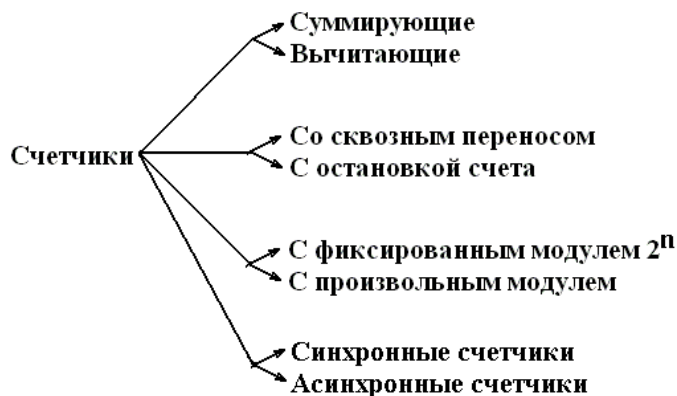 Суммирующие
Вычитающие
Со сквозным переносом
Счетчики
С остановкой счета
С фиксированным модулем 2ⁿ
С произвольным модулем
Синхронные счетчики
Асинхронные счетчики